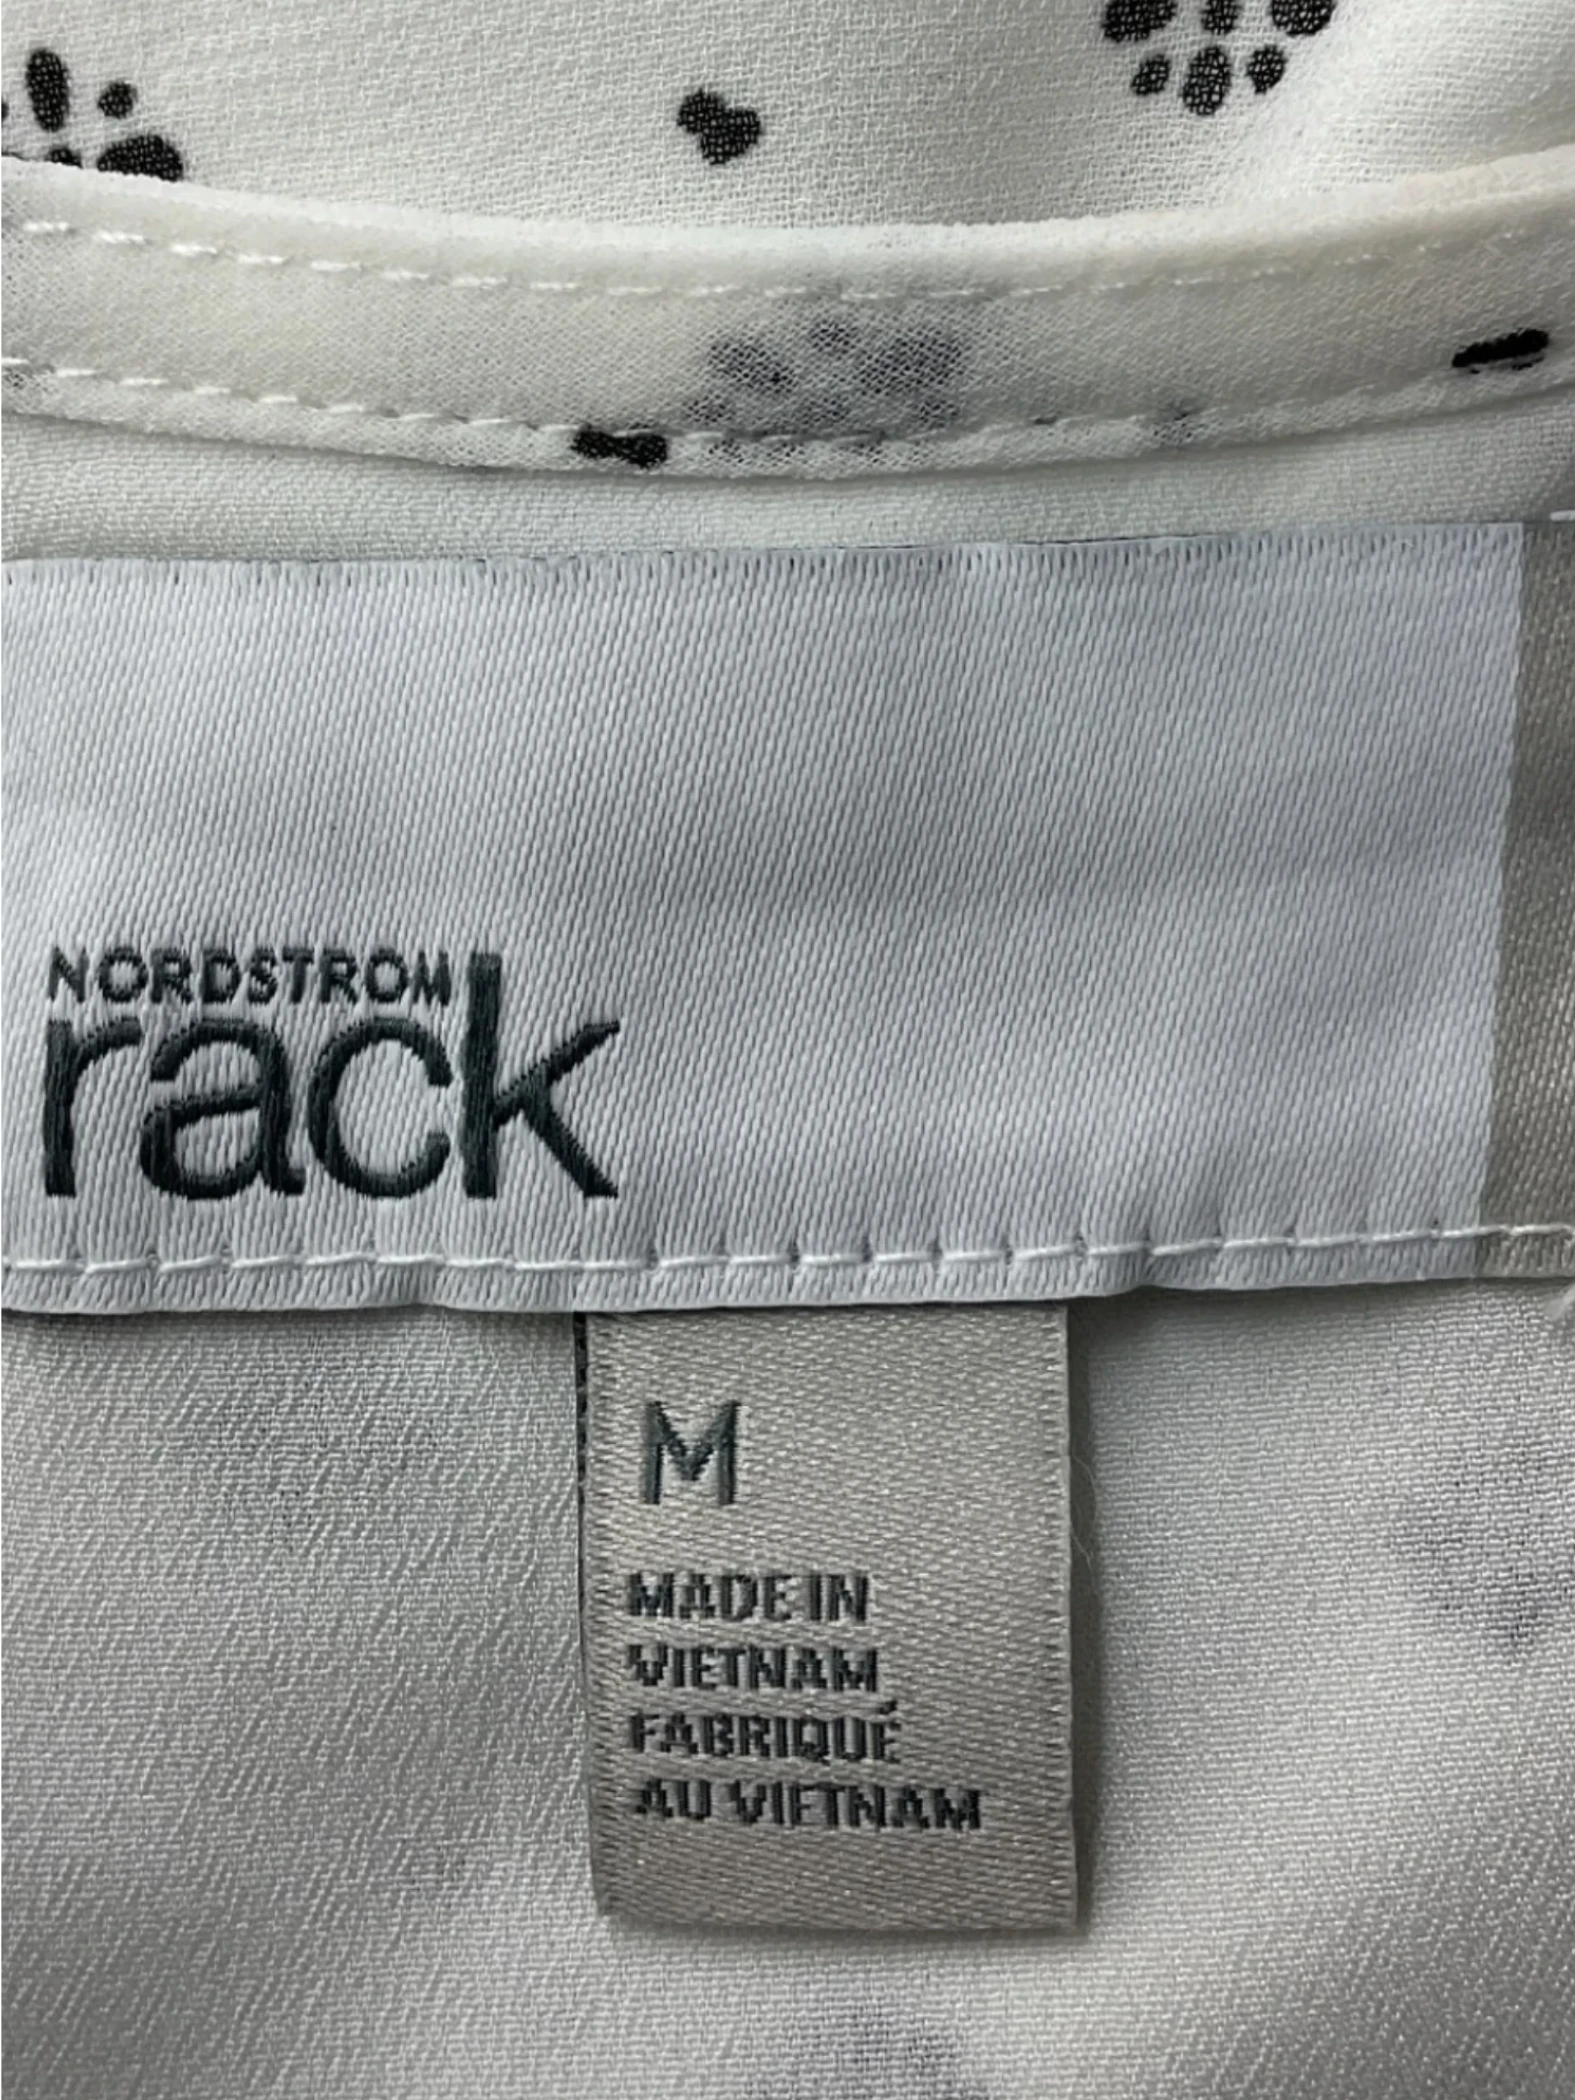 NORDSTROM
rack
M
MADE IN
VIETNAM
FABRIQUÉ
AU VIETNAM